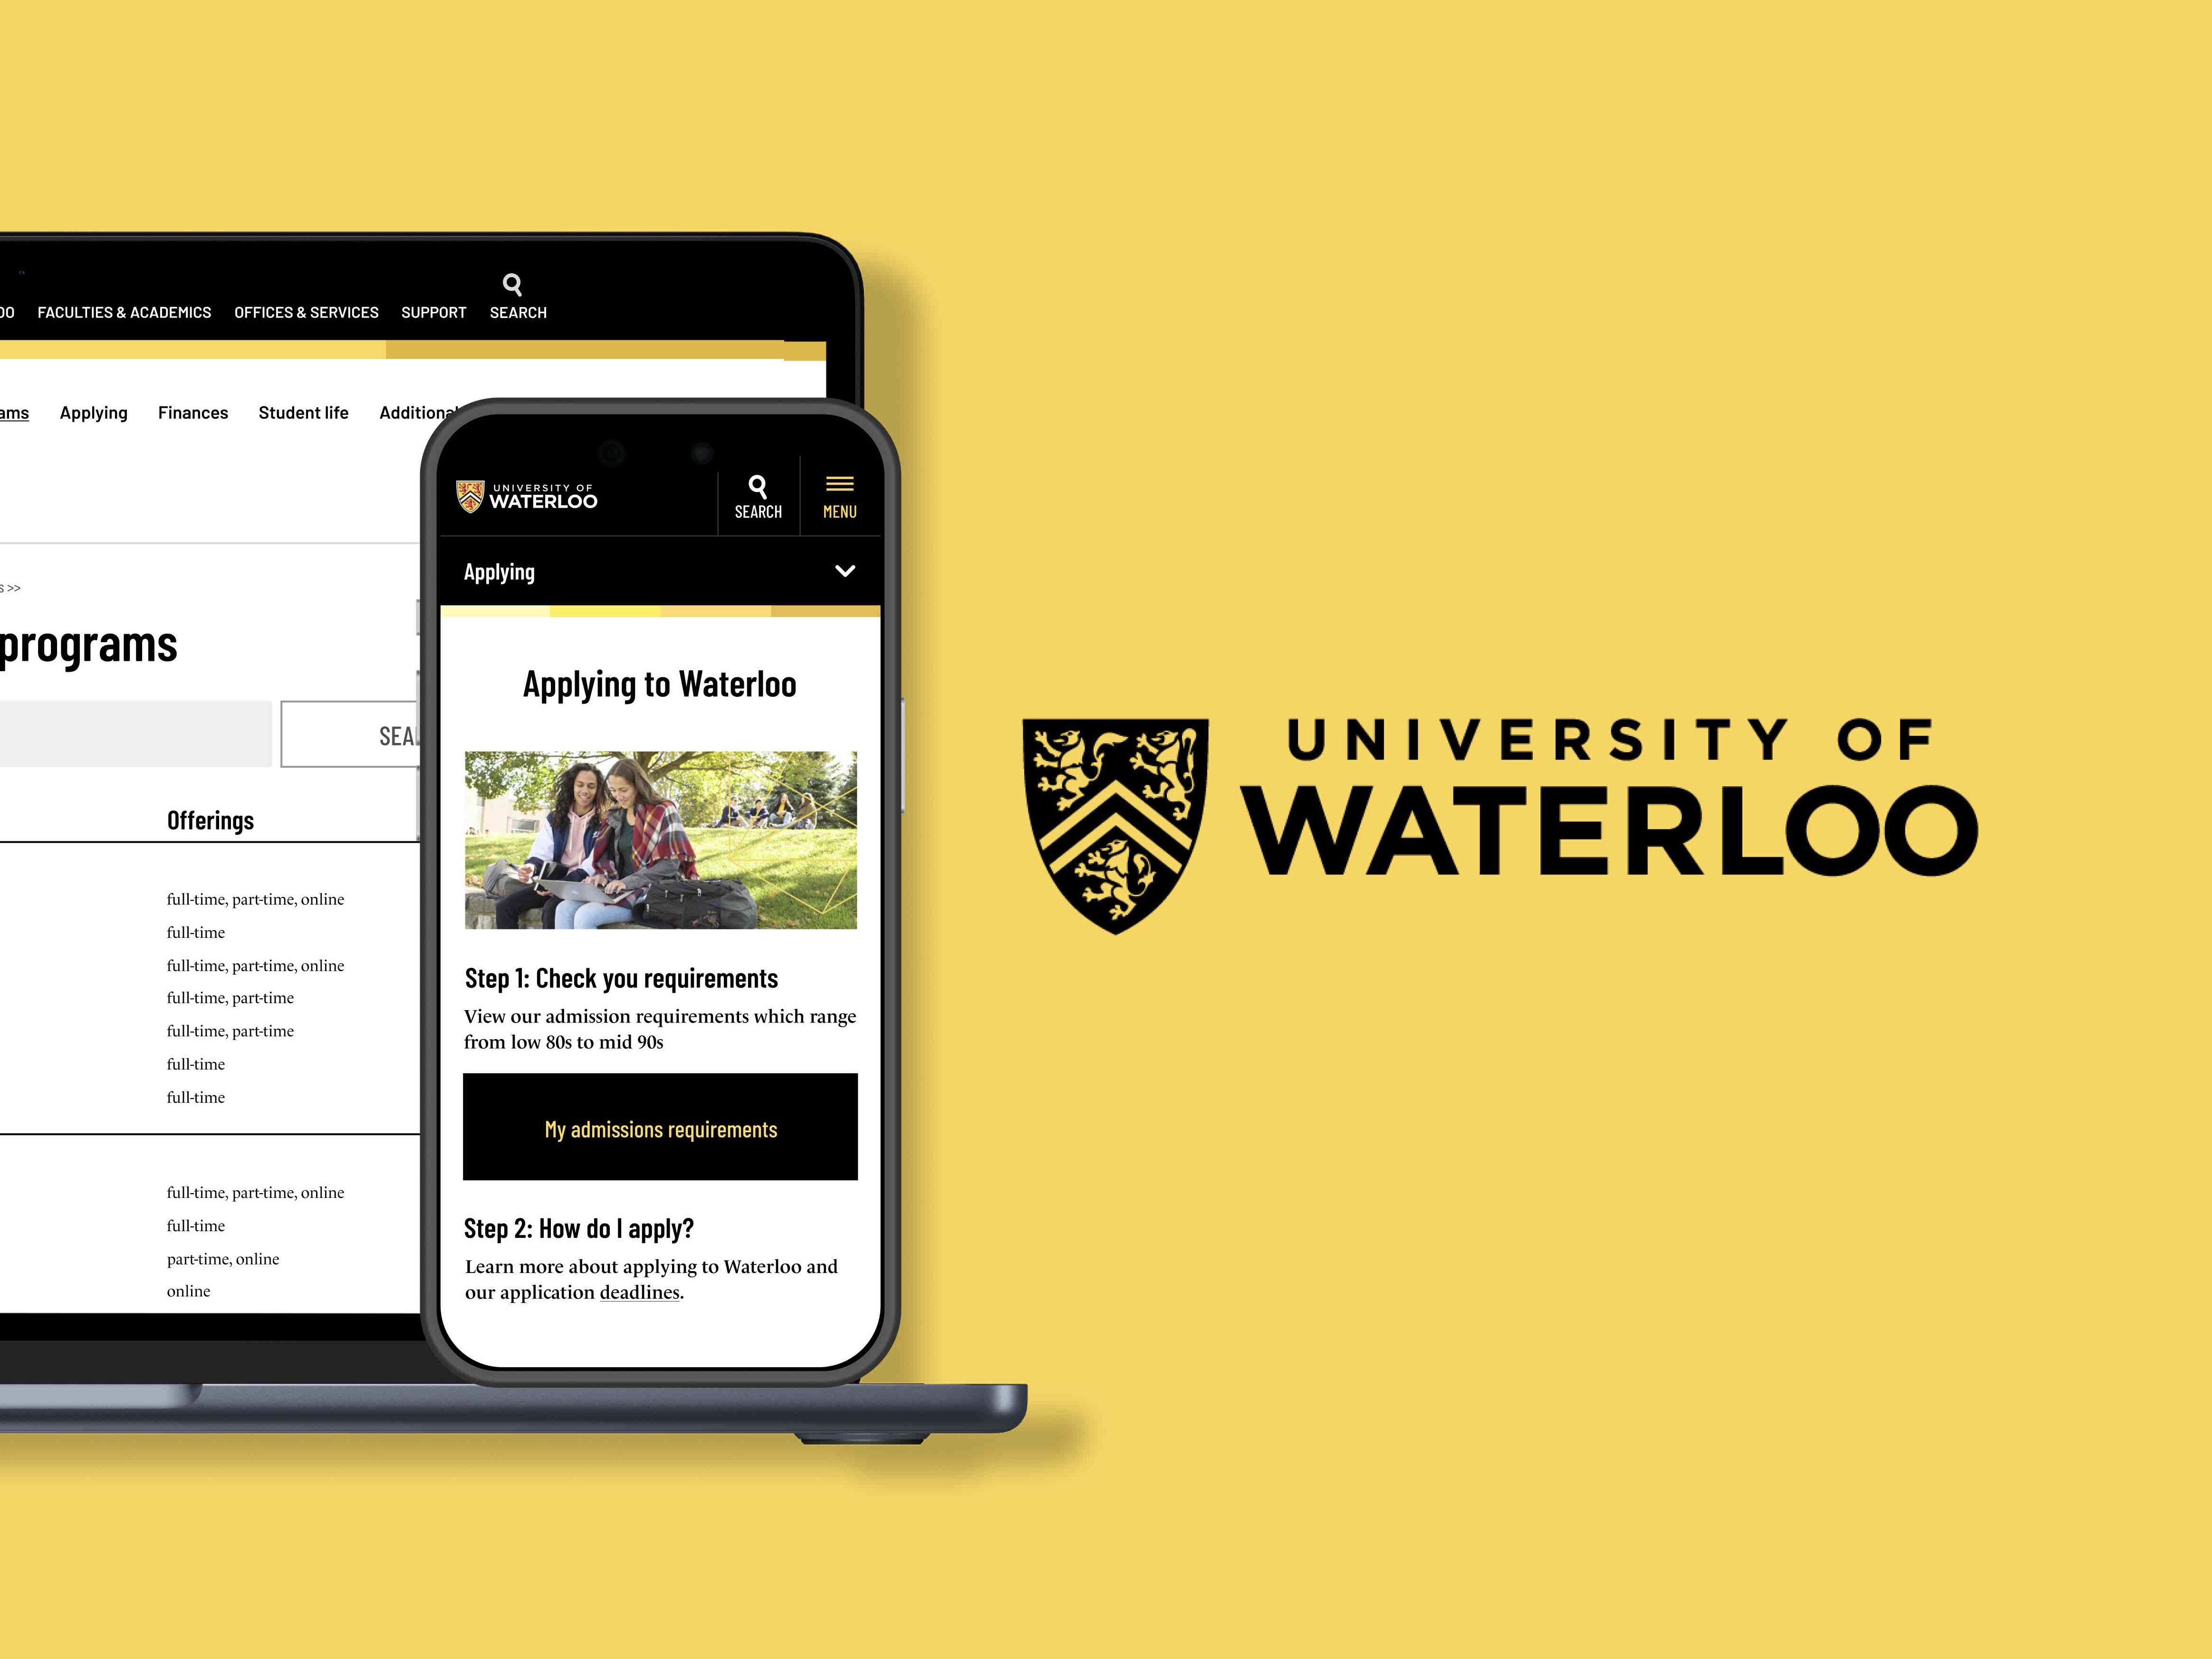 FACULTIES & ACADEMICS OFFICES & SERVICES SUPPORT SEARCH
Applying Finances Student life
s >>
programs
Offerings
full-time, part-time, online
full-time
full-time, part-time, online
full-time, part-time
full-time, part-time
full-time
full-time
full-time, part-time, online
full-time
part-time, online
online
UNIVERSITY OF
WATERLOO
SEARCH
MENU
Applying
Applying to Waterloo
Step 1: Check you requirements
View our admission requirements which range
from low 80s to mid 90s
My admissions requirements
Step 2: How do I apply?
Learn more about applying to Waterloo and
our application deadlines.
UNIVERSITY OF
WATERLOO